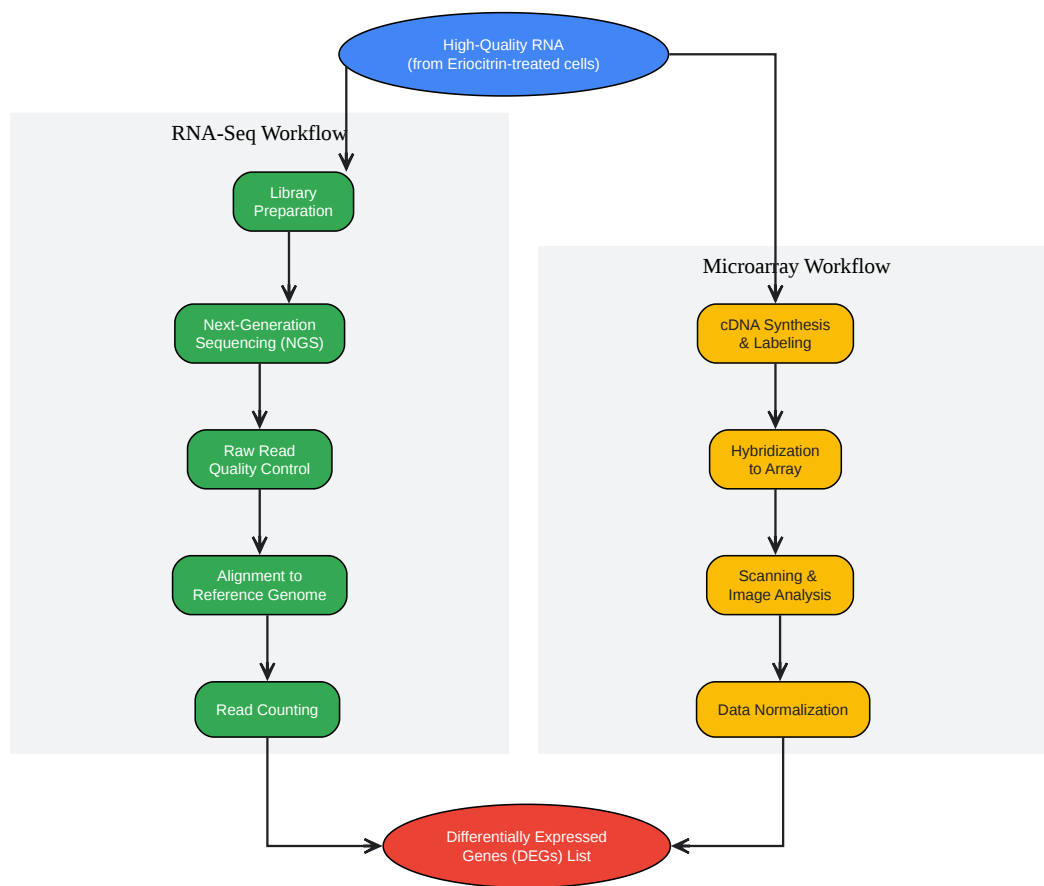 High-Quality RNA
(from Eriocitrin-treated cells)
RNA-Seq Workflow
Library
Preparation
Next-Generation
Sequencing (NGS)
Raw Read
Quality Control
Alignment to
Reference Genome
Read Counting
Microarray Workflow
cDNA Synthesis
& Labeling
Hybridization
to Array
Scanning &
Image Analysis
Data Normalization
Differentially Expressed
Genes (DEGs) List